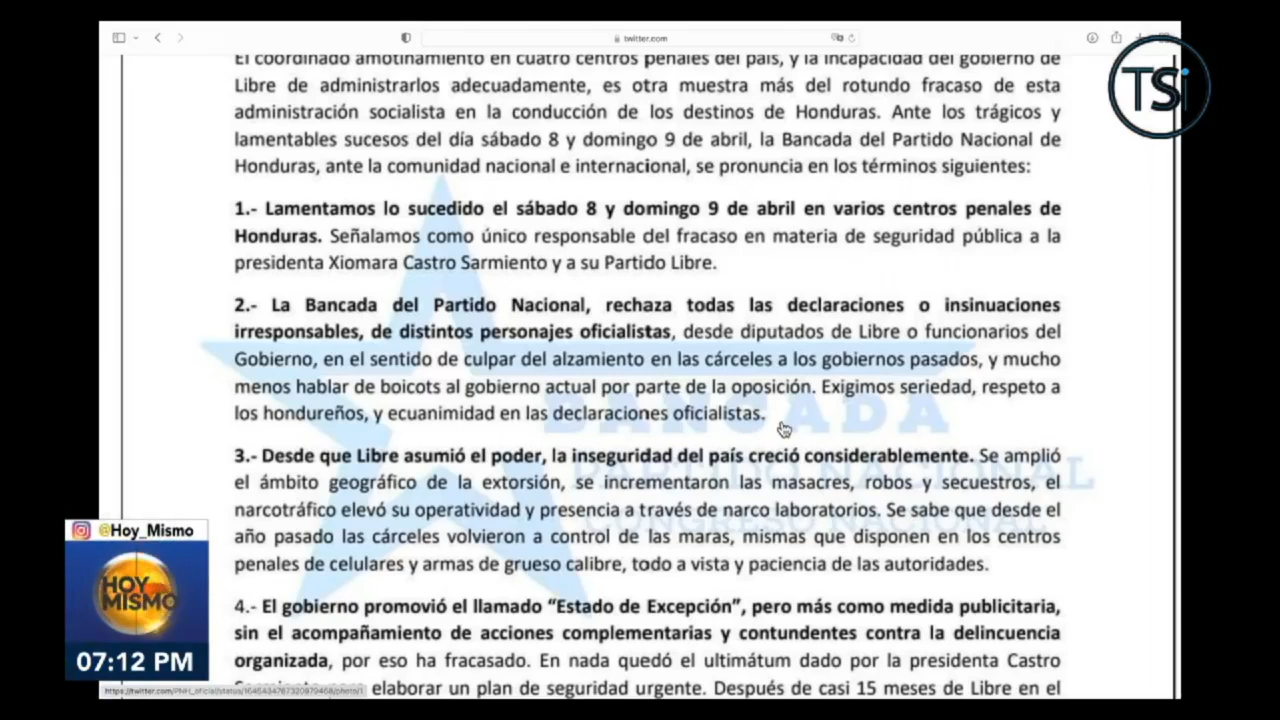 twitter.com
TSi
El coordinado amotinamiento en cuatro centros penales del país, y la incapacidad del gobierno de
Libre de administrarlos adecuadamente, es otra muestra más del rotundo fracaso de esta
administración socialista en la conducción de los destinos de Honduras. Ante los trágicos y
lamentables sucesos del día sábado 8 y domingo 9 de abril, la Bancada del Partido Nacional de
Honduras, ante la comunidad nacional e internacional, se pronuncia en los términos siguientes:
1.- Lamentamos lo sucedido el sábado 8 y domingo 9 de abril en varios centros penales de
Honduras. Señalamos como único responsable del fracaso en materia de seguridad pública a la
presidenta Xiomara Castro Sarmiento y a su Partido Libre.
2.- La Bancada del Partido Nacional, rechaza todas las declaraciones o insinuaciones
irresponsables, de distintos personajes oficialistas, desde diputados de Libre o funcionarios del
Gobierno, en el sentido de culpar del alzamiento en las cárceles a los gobiernos pasados, y mucho
menos hablar de boicots al gobierno actual por parte de la oposición. Exigimos seriedad, respeto a
los hondureños, y ecuanimidad en las declaraciones oficialistas.
BANCADA
3.- Desde que Libre asumió el poder, la inseguridad del país creció considerablemente. Se amplió
PARTIDO NACIONAL
el ámbito geográfico de la extorsión, se incrementaron las masacres, robos y secuestros, el
narcotráfico elevó su operatividad y presencia a través de narco laboratorios. Se sabe que desde el
CONGRESO NACIONAL
año pasado las cárceles volvieron a control de las maras, mismas que disponen en los centros
penales de celulares y armas de grueso calibre, todo a vista y paciencia de las autoridades.
4.- El gobierno promovió el llamado “Estado de Excepción”, pero más como medida publicitaria,
sin el acompañamiento de acciones complementarias y contundentes contra la delincuencia
organizada, por eso ha fracasado. En nada quedó el ultimátum dado por la presidenta Castro
elaborar un plan de seguridad urgente. Después de casi 15 meses de Libre en el
@Hoy_Mismo
HOY
MISMO
07:12 PM